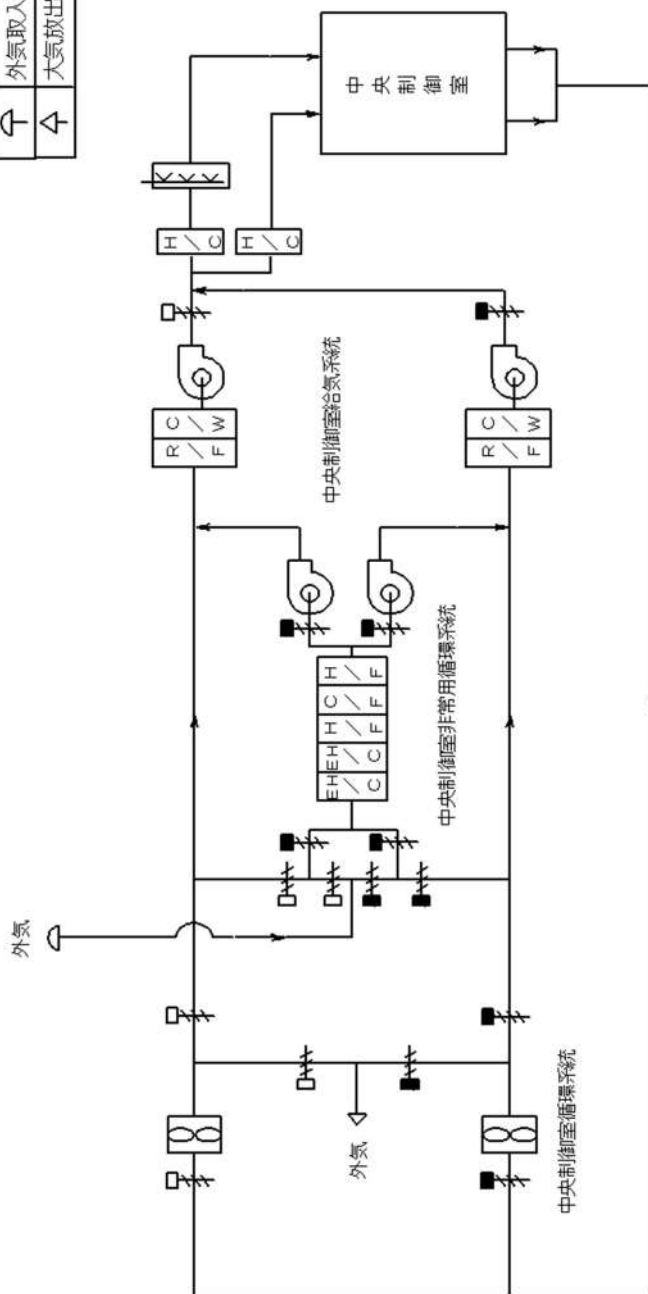 外気取入
大気放出
中央制御室
H/C
H/C
R/F
C/W
R/F
C/W
中央制御室給気系統
EH/C
EH/C
H/F
C/F
H/F
中央制御室非常用循環系統
外気
外気
中央制御室循環系統